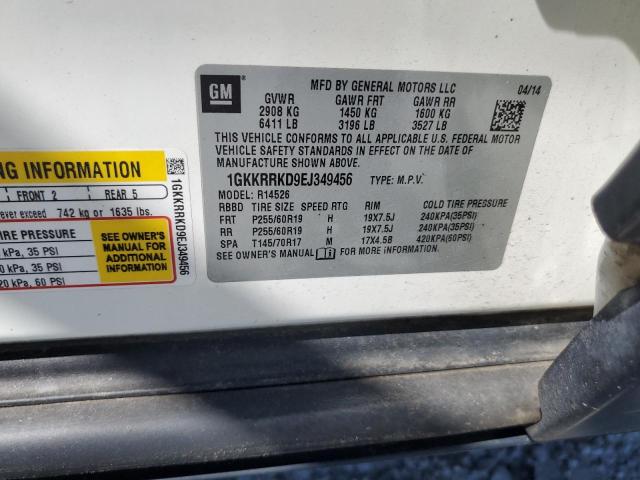 GM
MFD BY GENERAL MOTORS LLC
04/14
GVWR GAWR FRT GAWR RR
2908 KG 1450 KG 1600 KG
6411 LB 3196 LB 3527 LB
THIS VEHICLE CONFORMS TO ALL APPLICABLE U.S. FEDERAL MOTOR
VEHICLE SAFETY STANDARDS IN EFFECT ON THE DATE OF
MANUFACTURE SHOWN ABOVE.
1GKKRRKD9EJ349456 TYPE: M.P.V.
MODEL: R14526
RBBD TIRE SIZE SPEED RTG RIM COLD TIRE PRESSURE
FRT P255/60R19 H 19X7.5J 240KPA(35PSI)
RR P255/60R19 H 19X7.5J 240KPA(35PSI)
SPA T145/70R17 M 17X4.5B 420KPA(60PSI)
SEE OWNER'S MANUAL FOR MORE INFORMATION.
NG INFORMATION
FRONT 2 REAR 5
ever exceed 742 kg or 1635 lbs.
TIRE PRESSURE
kPa, 35 PSI
0 kPa, 35 PSI
20 kPa, 60 PSI
SEE OWNER'S
MANUAL FOR
ADDITIONAL
INFORMATION
1GKKRRKD9EJ349456